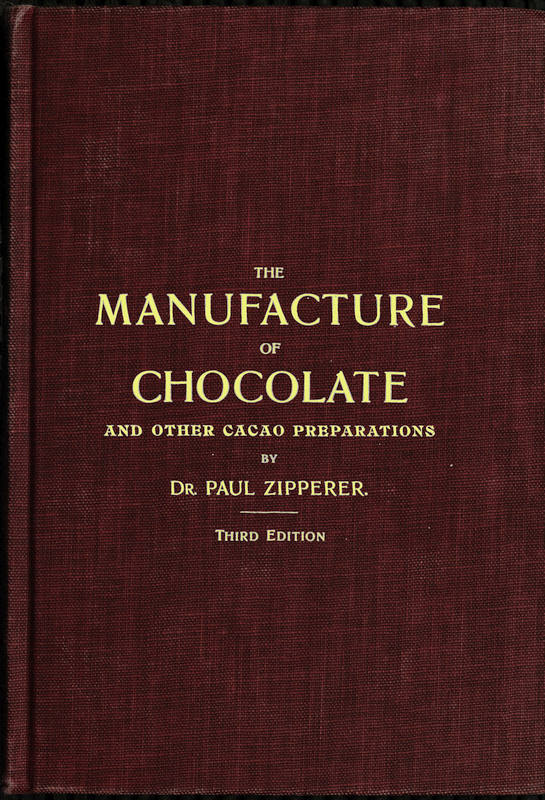 THE
MANUFACTURE
OF
CHOCOLATE
AND OTHER CACAO PREPARATIONS
BY
DR. PAUL ZIPPERER.
THIRD EDITION